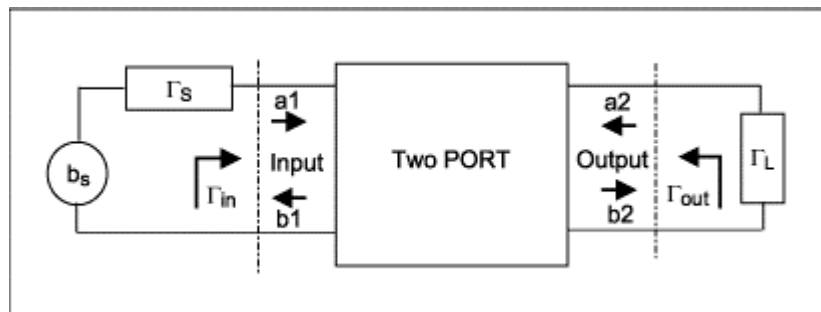 ΓS
a1
a2
bs
Γin
Input
Two PORT
Output
Γout
ΓL
b1
b2